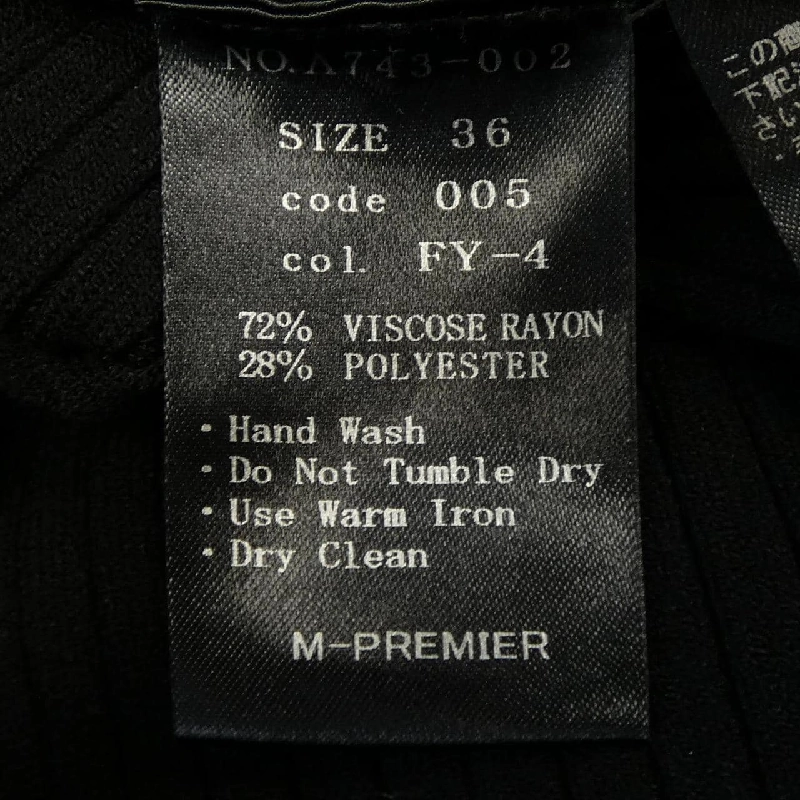 NO. A743-002
SIZE 36
code 005
col. FY-4
72% VISCOSE RAYON
28% POLYESTER
・Hand Wash
・Do Not Tumble Dry
・Use Warm Iron
・Dry Clean
M-PREMIER
この
下記
さい